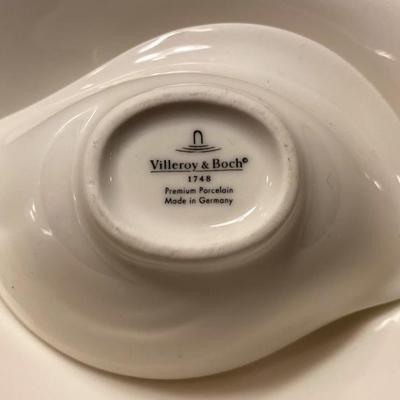 Villeroy & Boch©
1748
Premium Porcelain
Made in Germany